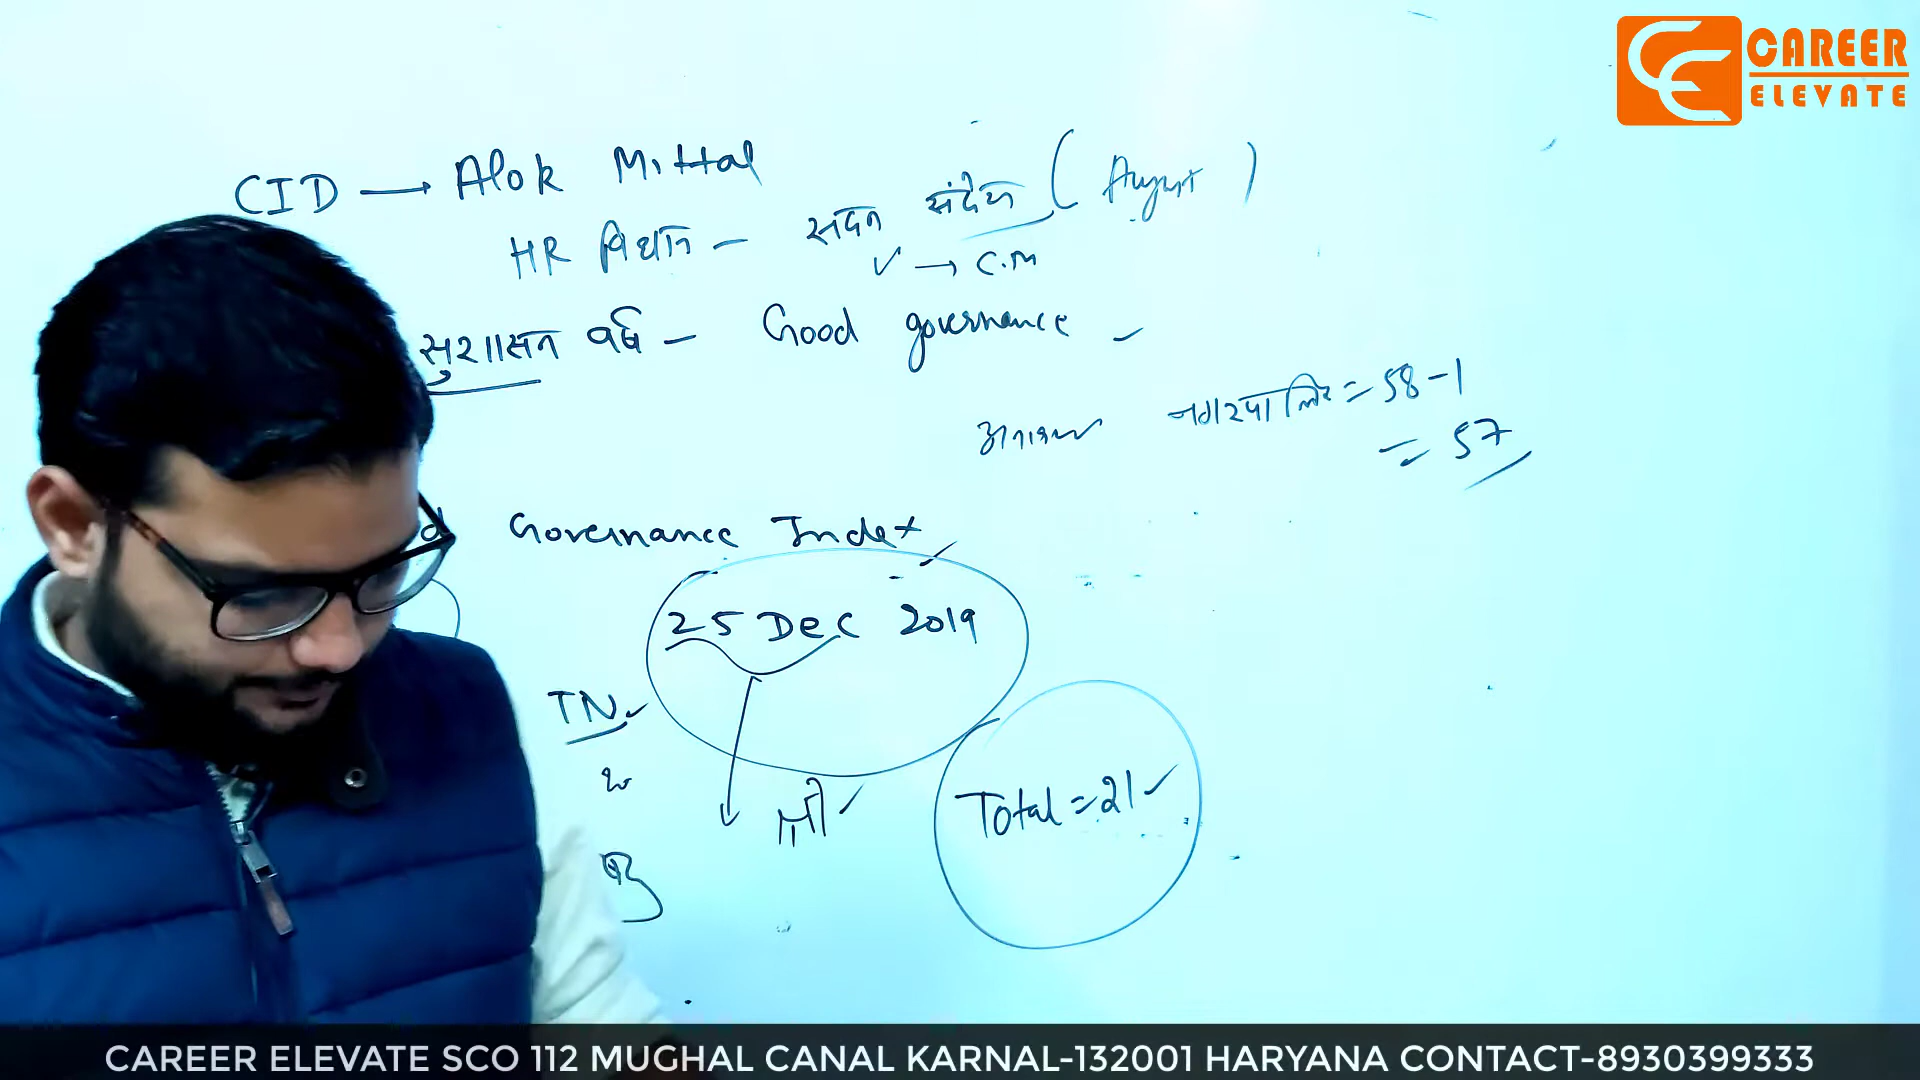 CAREER
ELEVATE
CID → Alok Mittal
HR विधान – सदन संदेश (August)
✓ → C.M
सुशासन वर्ष – Good governance ✓
नगरपालिका = 58-1
= 57
d Governance Index
25 Dec 2019
TN ✓
Total = 21 ✓
CAREER ELEVATE SCO 112 MUGHAL CANAL KARNAL-132001 HARYANA CONTACT-8930399333